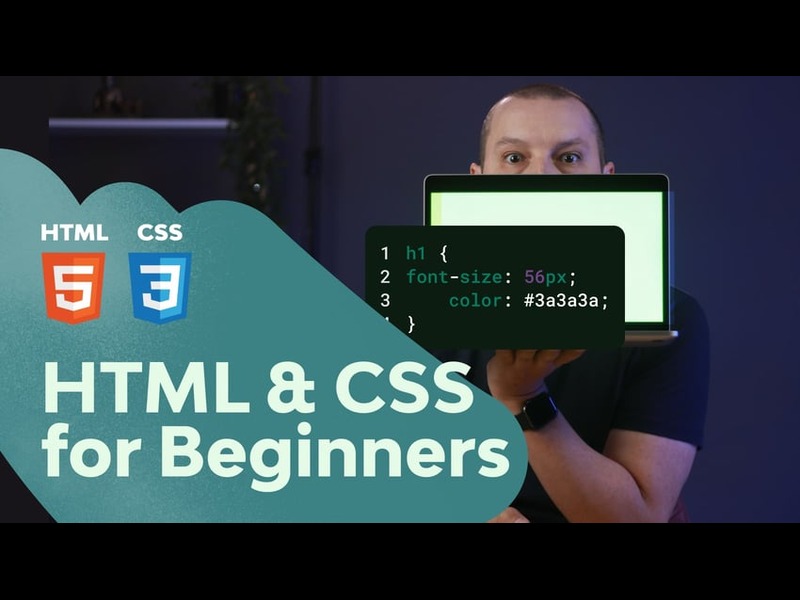 HTML CSS
5 3
HTML & CSS
for Beginners
1 h1 {
2 font-size: 56px;
3 color: #3a3a3a;
}